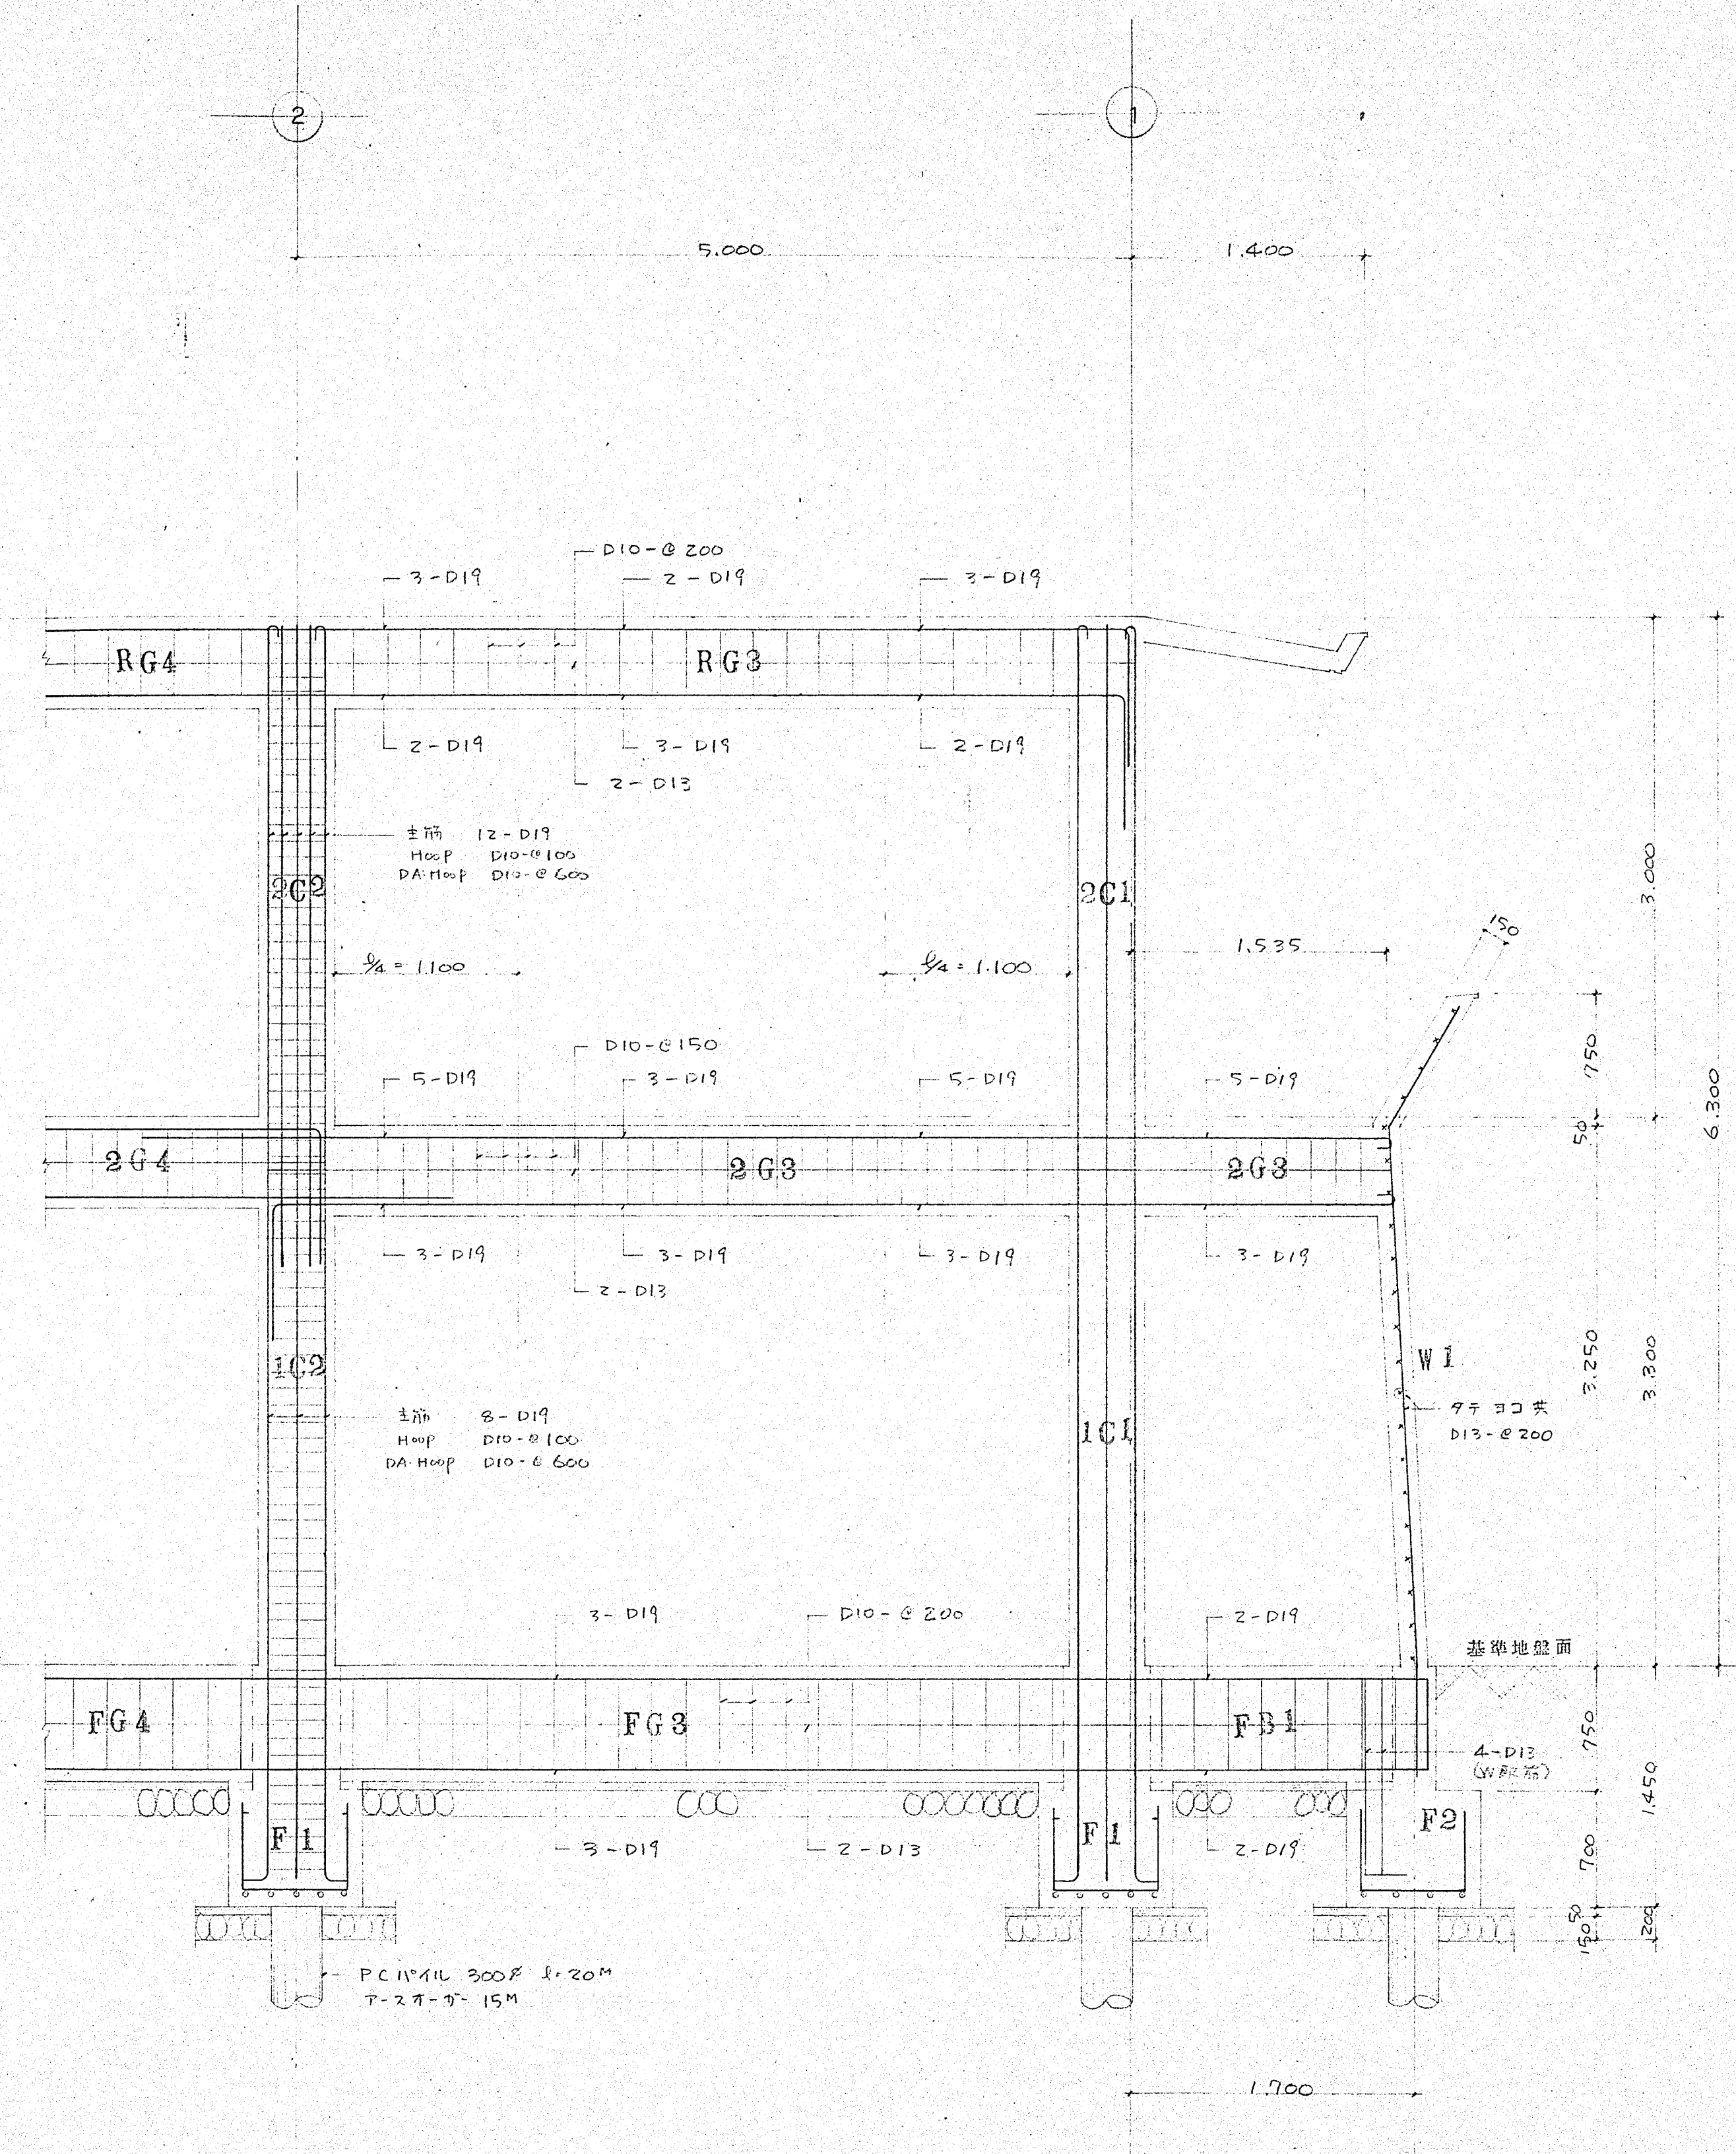 2
1
5.000
1.400
D10-@200
3-D19
2-D19
3-D19
RG4
RG3
2-D19
3-D19
2-D19
2-D13
主筋 12-D19
Hoop D10-@100
DA.Hoop D10-@600
2C2
2C1
3.000
150
1.535
ℓ/4=1.100
ℓ/4=1.100
D10-@150
5-D19
3-D19
5-D19
5-D19
750
50
6.300
2G4
2G3
2G3
3-D19
3-D19
3-D19
3-D19
2-D13
1C2
W1
3.250
3.300
主筋 8-D19
Hoop D10-@100
DA.Hoop D10-@600
1C1
タテ ヨコ 共
D13-@200
3-D19
D10-@200
2-D19
基準地盤面
FG4
FG3
FB1
750
4-D13
1.450
F1
F1
F2
3-D19
2-D13
2-D19
700
50
150
200
PCパイル 300φ ℓ=20M
アースオーガー 15M
1.700